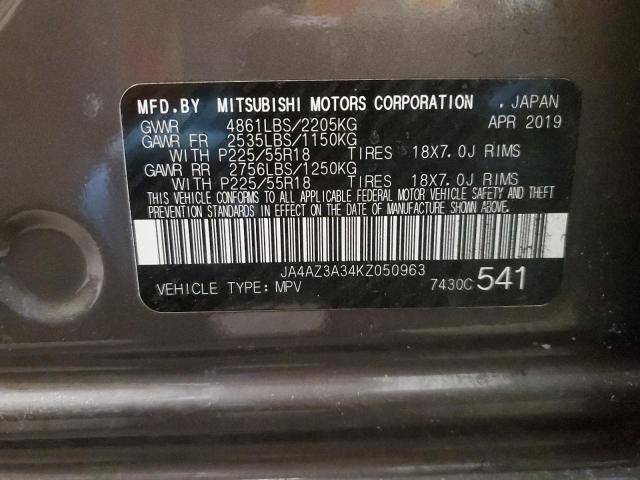 MFD.BY MITSUBISHI MOTORS CORPORATION . JAPAN
GVWR 4861LBS/2205KG APR 2019
GAWR FR 2535LBS/1150KG
WITH P225/55R18 TIRES 18X7.0J RIMS
GAWR RR 2756LBS/1250KG
WITH P225/55R18 TIRES 18X7.0J RIMS
THIS VEHICLE CONFORMS TO ALL APPLICABLE FEDERAL MOTOR VEHICLE SAFETY AND THEFT
PREVENTION STANDARDS IN EFFECT ON THE DATE OF MANUFACTURE SHOWN ABOVE.
JA4AZ3A34KZ050963
VEHICLE TYPE: MPV 7430C 541